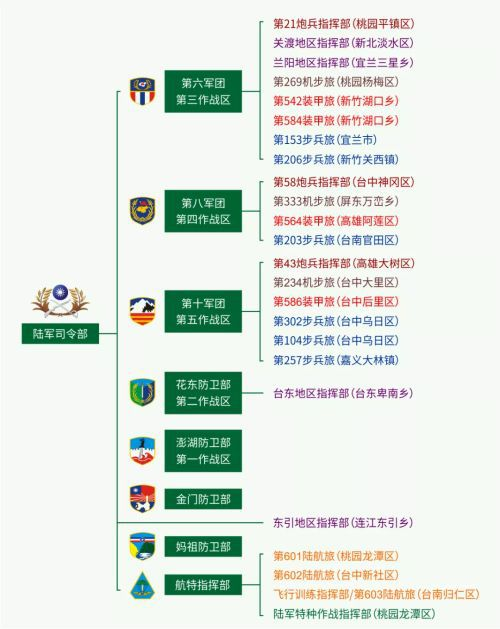 陆军司令部
第六军团
第三作战区
第21炮兵指挥部(桃园平镇区)
关渡地区指挥部(新北淡水区)
兰阳地区指挥部(宜兰三星乡)
第269机步旅(桃园杨梅区)
第542装甲旅(新竹湖口乡)
第584装甲旅(新竹湖口乡)
第153步兵旅(宜兰市)
第206步兵旅(新竹关西镇)
第八军团
第四作战区
第58炮兵指挥部(台中神冈区)
第333机步旅(屏东万峦乡)
第564装甲旅(高雄阿莲区)
第203步兵旅(台南官田区)
第十军团
第五作战区
第43炮兵指挥部(高雄大树区)
第234机步旅(台中大里区)
第586装甲旅(台中后里区)
第302步兵旅(台中乌日区)
第104步兵旅(台中乌日区)
第257步兵旅(嘉义大林镇)
花东防卫部
第二作战区
台东地区指挥部(台东卑南乡)
澎湖防卫部
第一作战区
金门防卫部
东引地区指挥部(连江东引乡)
妈祖防卫部
航特指挥部
第601陆航旅(桃园龙潭区)
第602陆航旅(台中新社区)
飞行训练指挥部/第603陆航旅(台南归仁区)
陆军特种作战指挥部(桃园龙潭区)